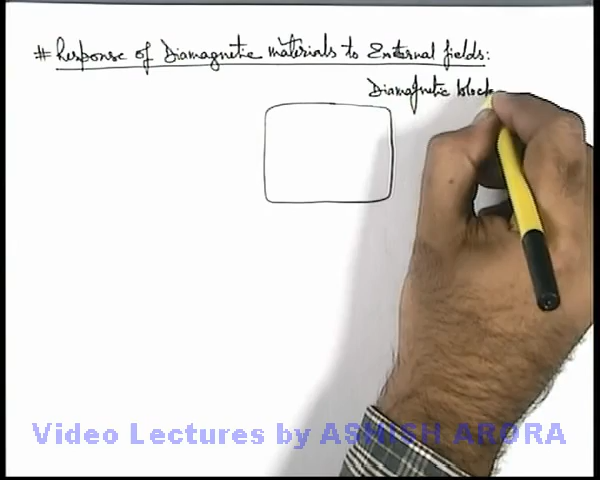 # Response of Diamagnetic materials to External fields:
Diamagnetic block
Video Lectures by ASHISH ARORA